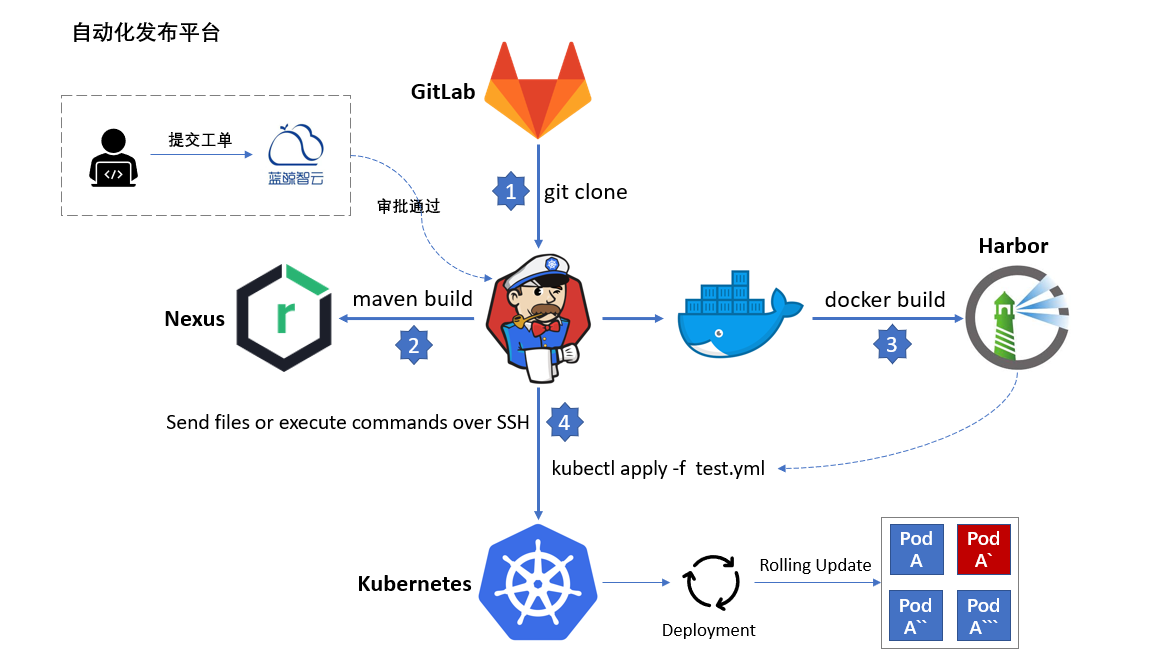 自动化发布平台
GitLab
提交工单
</>
蓝鲸智云
1
git clone
审批通过
Harbor
Nexus
r
maven build
2
docker build
3
Send files or execute commands over SSH
4
kubectl apply -f test.yml
Kubernetes
Deployment
Rolling Update
Pod
A
Pod
A`
Pod
A``
Pod
A```